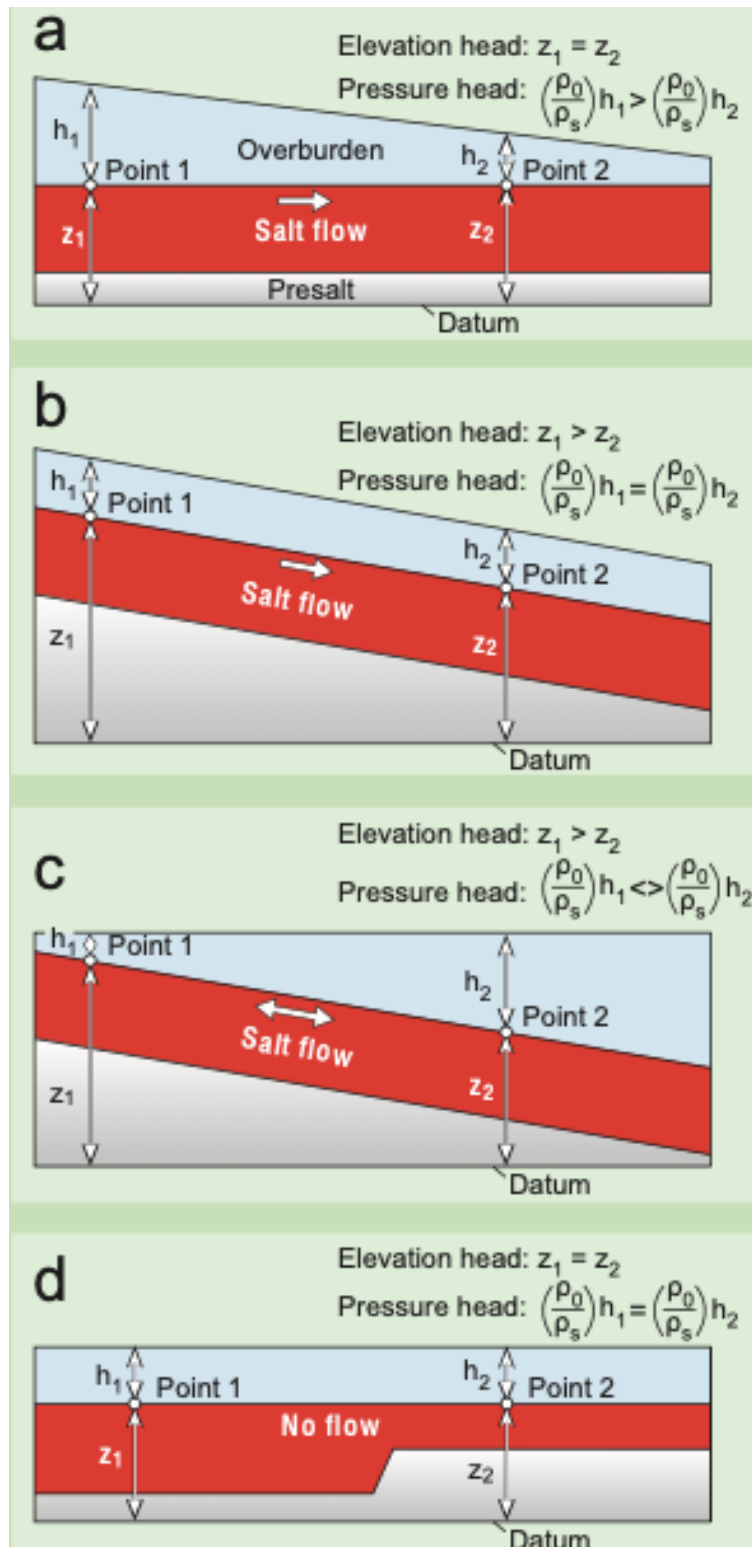 a
Elevation head: z₁ = z₂
Pressure head: (ρ₀/ρₛ)h₁ > (ρ₀/ρₛ)h₂
h₁
Point 1
Overburden
h₂
Point 2
z₁
Salt flow
z₂
Presalt
Datum
b
Elevation head: z₁ > z₂
Pressure head: (ρ₀/ρₛ)h₁ = (ρ₀/ρₛ)h₂
h₁
Point 1
h₂
Point 2
Salt flow
z₁
z₂
Datum
c
Elevation head: z₁ > z₂
Pressure head: (ρ₀/ρₛ)h₁ <> (ρ₀/ρₛ)h₂
h₁
Point 1
h₂
Point 2
Salt flow
z₁
z₂
Datum
d
Elevation head: z₁ = z₂
Pressure head: (ρ₀/ρₛ)h₁ = (ρ₀/ρₛ)h₂
h₁
Point 1
h₂
Point 2
No flow
z₁
z₂
Datum